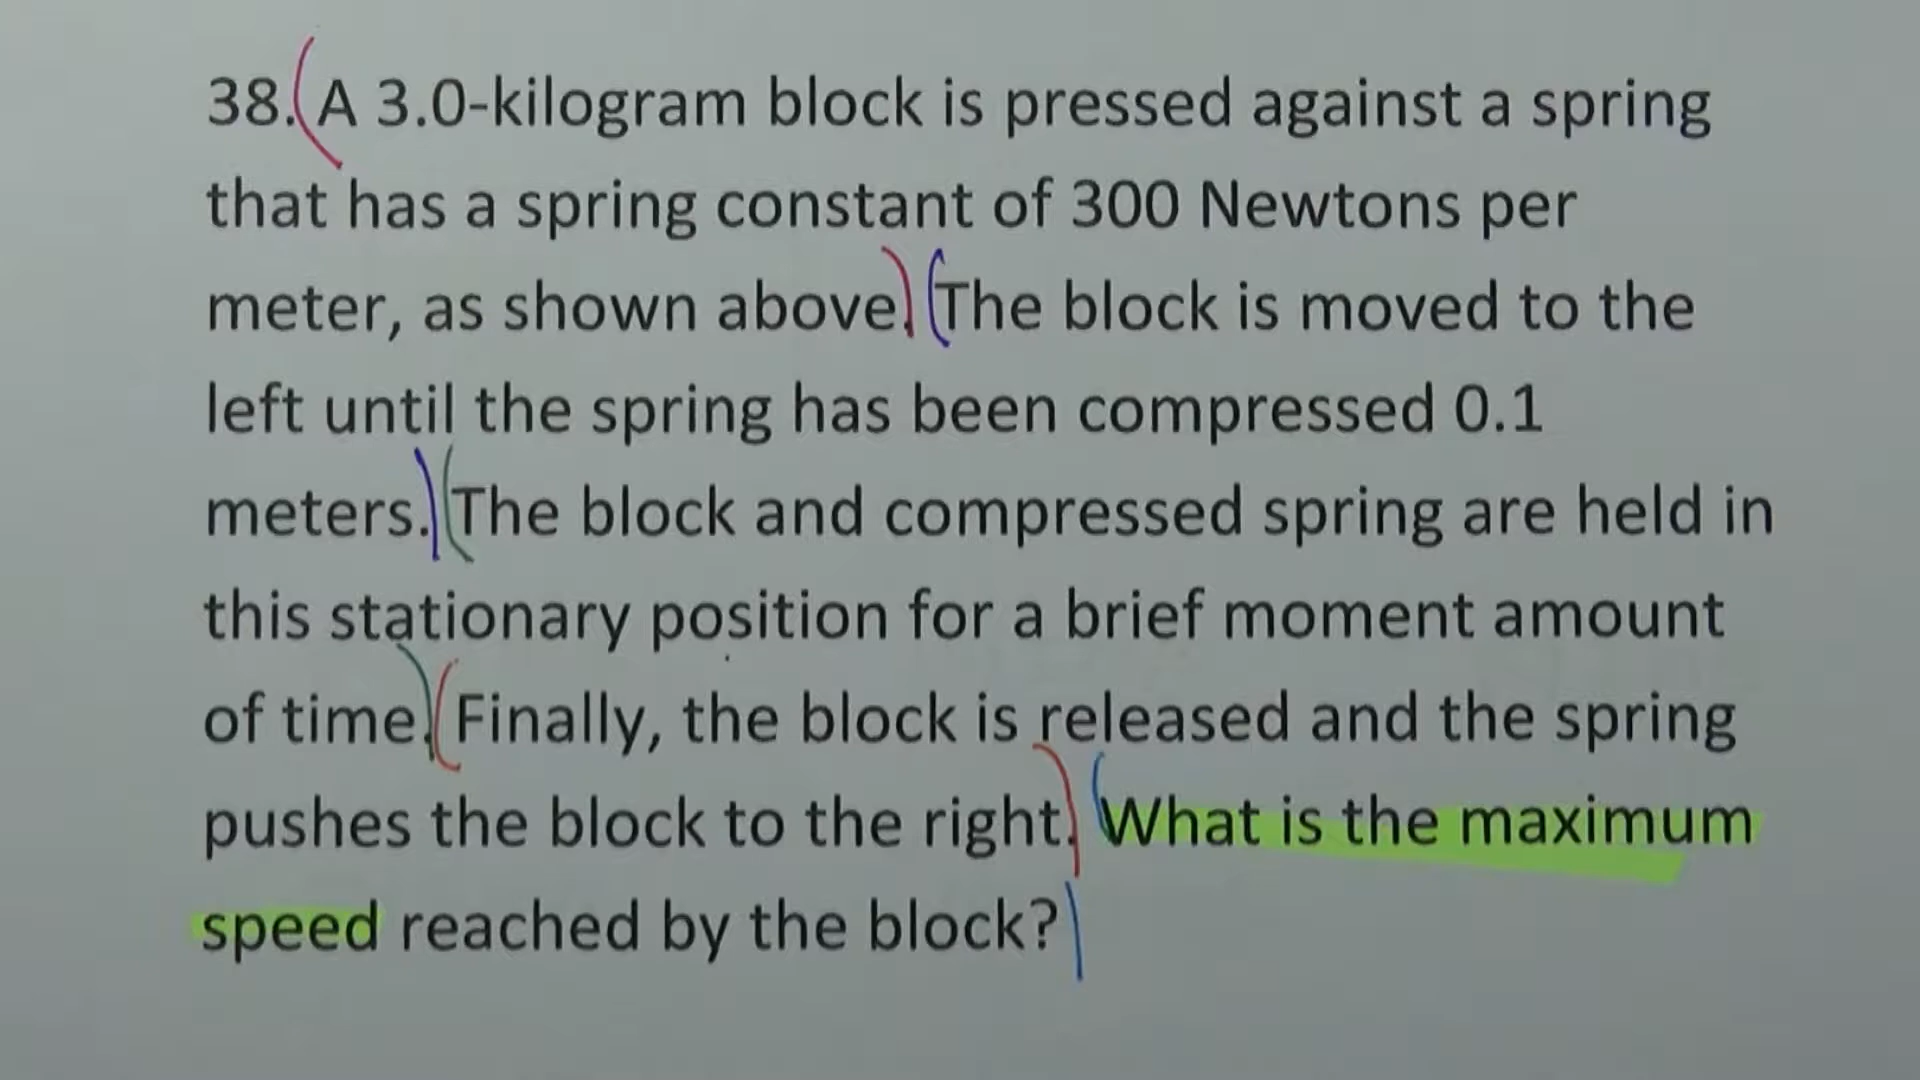 38. A 3.0-kilogram block is pressed against a spring
that has a spring constant of 300 Newtons per
meter, as shown above. The block is moved to the
left until the spring has been compressed 0.1
meters. The block and compressed spring are held in
this stationary position for a brief moment amount
of time. Finally, the block is released and the spring
pushes the block to the right. What is the maximum
speed reached by the block?